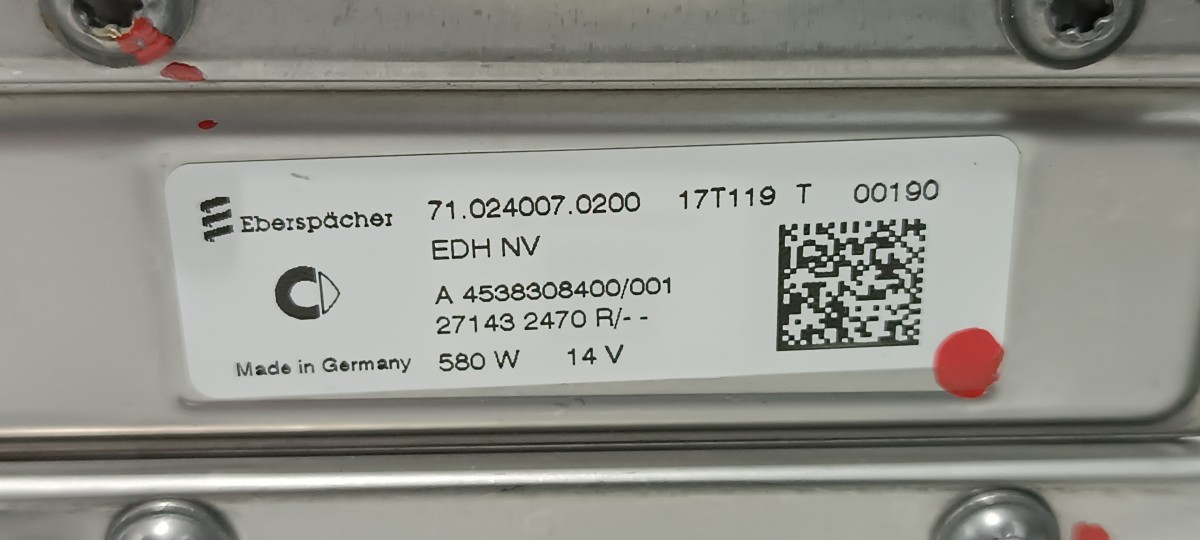 Eberspächer 71.024007.0200 17T119 T 00190
EDH NV
A 4538308400/001
27143 2470 R/- -
Made in Germany 580 W 14 V